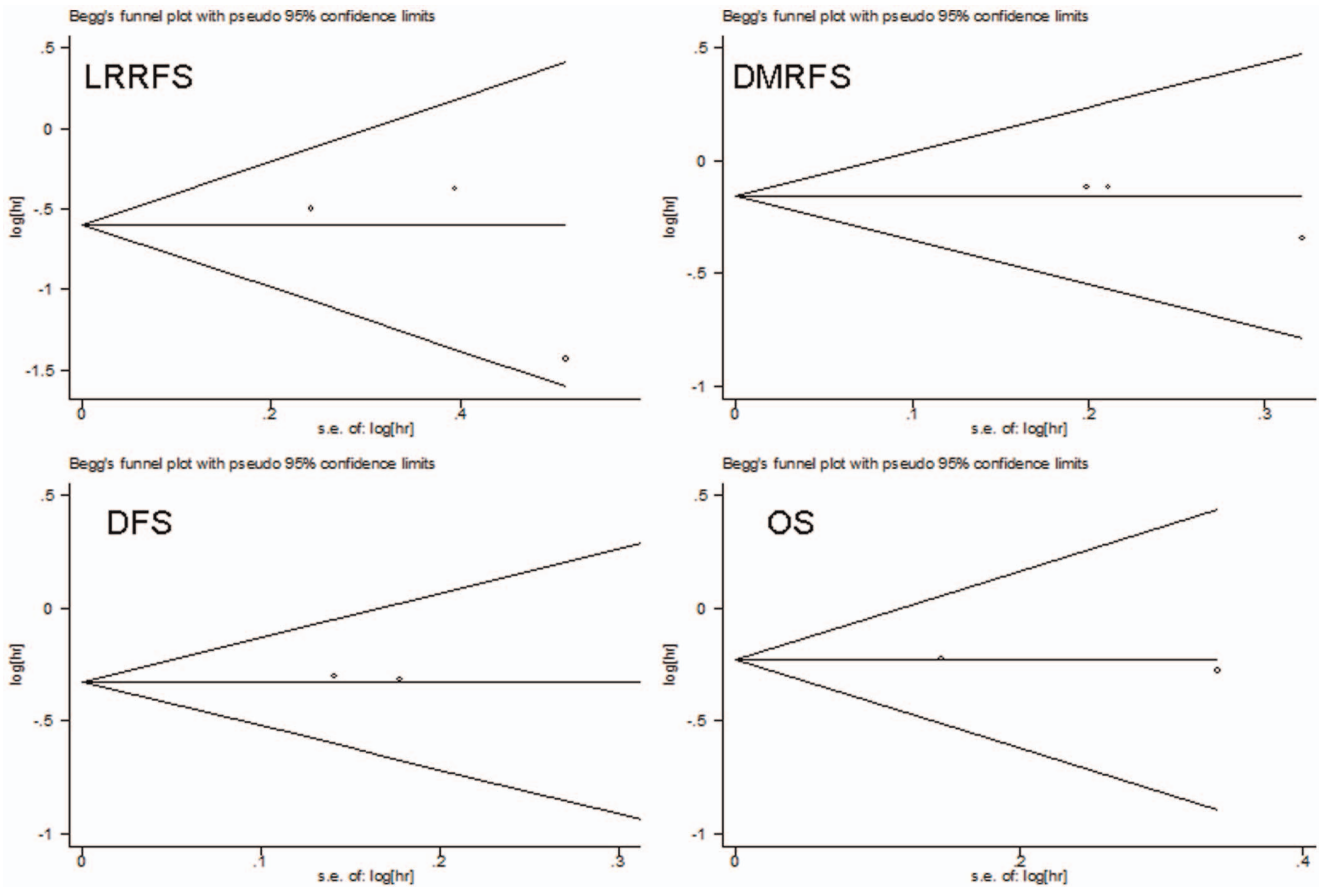 Begg's funnel plot with pseudo 95% confidence limits
LRRFS
log[hr]
.5
0
-.5
-1
-1.5
0
.2
.4
s.e. of: log[hr]
Begg's funnel plot with pseudo 95% confidence limits
DMRFS
log[hr]
.5
0
-.5
-1
0
.1
.2
.3
s.e. of: log[hr]
Begg's funnel plot with pseudo 95% confidence limits
DFS
log[hr]
.5
0
-.5
-1
0
.1
.2
.3
s.e. of: log[hr]
Begg's funnel plot with pseudo 95% confidence limits
OS
log[hr]
.5
0
-.5
-1
0
.2
.4
s.e. of: log[hr]